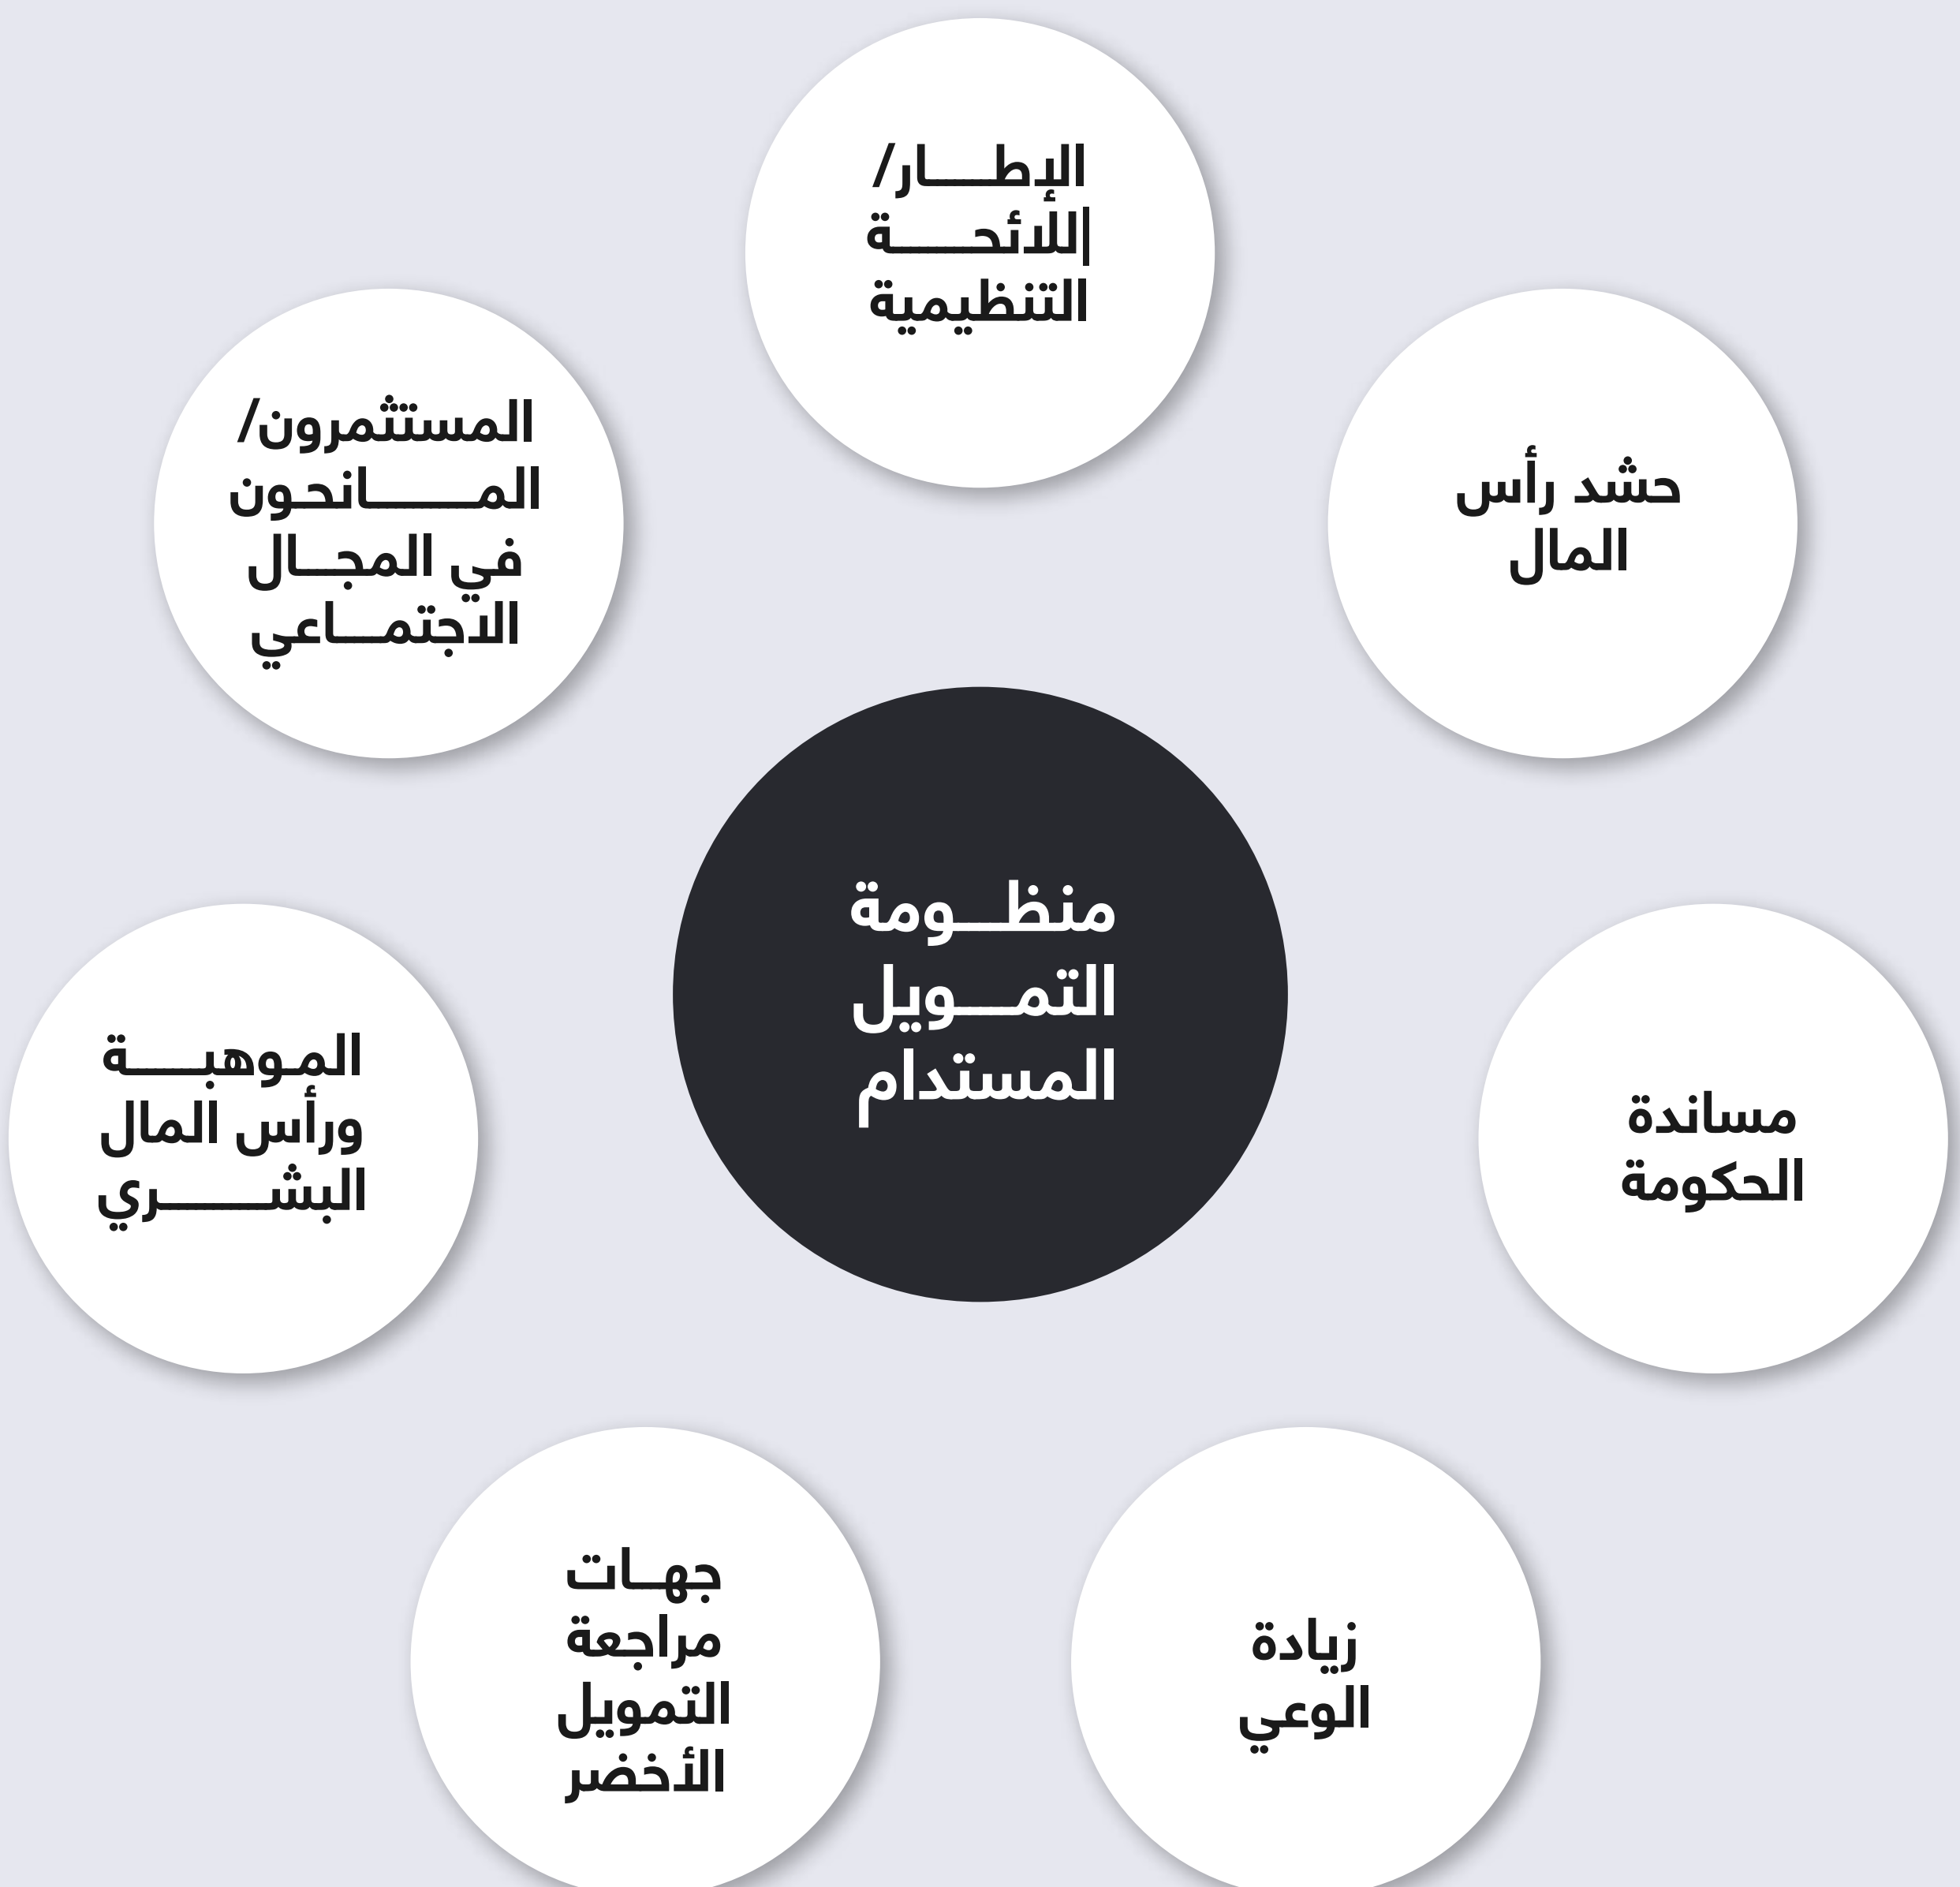 الإطار/
اللائحة
التنظيمية
حشد رأس
المال
المستثمرون/
المانحون
في المجال
الاجتماعي
منظومة
التمويل
المستدام
مساندة
الحكومة
الموهبة
ورأس المال
البشري
زيادة
الوعي
جهات
مراجعة
التمويل
الأخضر